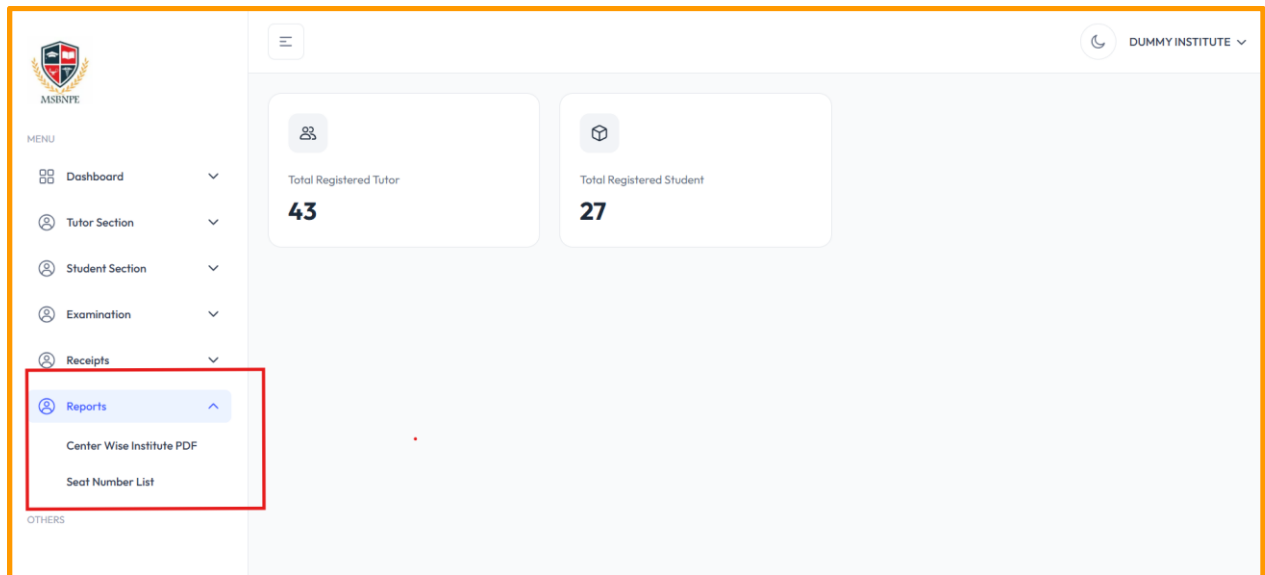 MSBNPE
DUMMY INSTITUTE
MENU
Dashboard
Tutor Section
Student Section
Examination
Receipts
Reports
Center Wise Institute PDF
Seat Number List
OTHERS
Total Registered Tutor
43
Total Registered Student
27